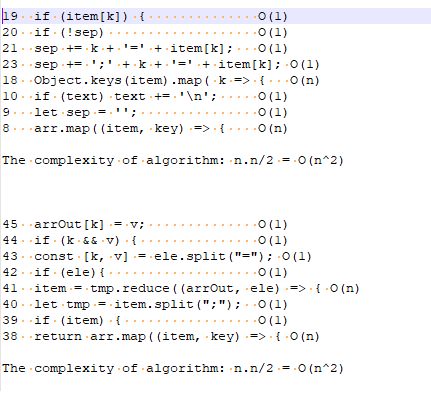 19 if (item[k]) { O(1)
20 if (!sep) O(1)
21 sep += k + '=' + item[k]; O(1)
23 sep += ';' + k + '=' + item[k]; O(1)
18 Object.keys(item).map( k => { O(n)
10 if (text) text += '\n'; O(1)
9 let sep = ''; O(1)
8 arr.map((item, key) => { O(n)
The complexity of algorithm: n.n/2 = O(n^2)
45 arrOut[k] = v; O(1)
44 if (k && v) { O(1)
43 const [k, v] = ele.split("="); O(1)
42 if (ele){ O(1)
41 item = tmp.reduce((arrOut, ele) => { O(n)
40 let tmp = item.split(";"); O(1)
39 if (item) { O(1)
38 return arr.map((item, key) => { O(n)
The complexity of algorithm: n.n/2 = O(n^2)